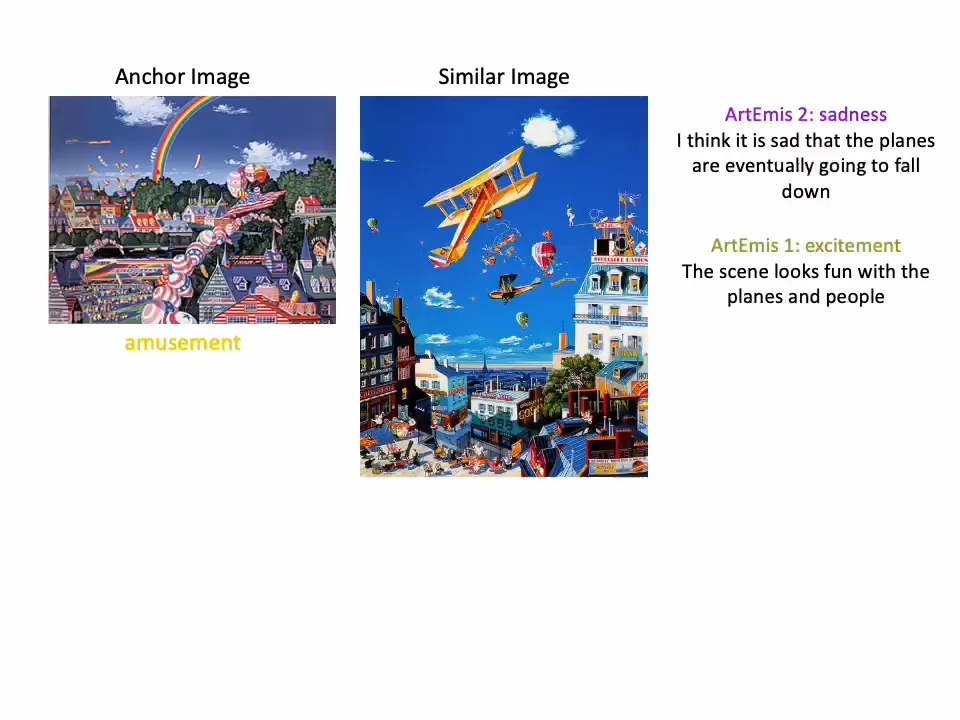 Anchor Image
Similar Image
ArtEmis 2: sadness
I think it is sad that the planes
are eventually going to fall
down
ArtEmis 1: excitement
The scene looks fun with the
planes and people
amusement